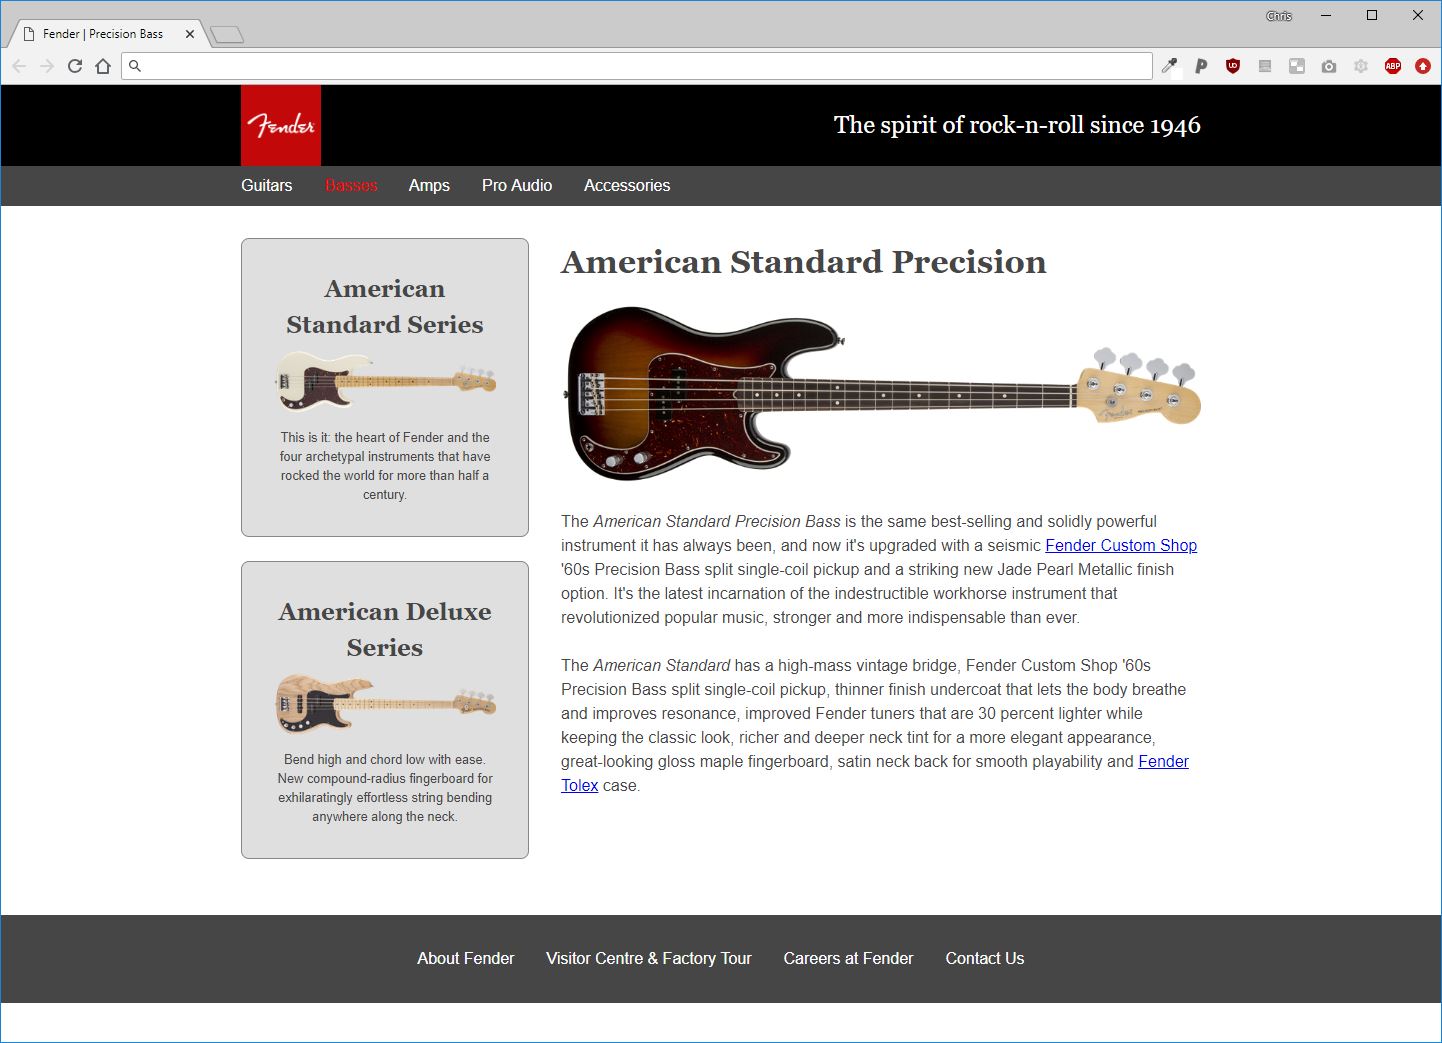 Chris
Fender | Precision Bass
Fender
The spirit of rock-n-roll since 1946
Guitars Basses Amps Pro Audio Accessories
American
Standard Series
This is it: the heart of Fender and the
four archetypal instruments that have
rocked the world for more than half a
century.
American Deluxe
Series
Bend high and chord low with ease.
New compound-radius fingerboard for
exhilaratingly effortless string bending
anywhere along the neck.
American Standard Precision
Fender
The American Standard Precision Bass is the same best-selling and solidly powerful
instrument it has always been, and now it's upgraded with a seismic Fender Custom Shop
'60s Precision Bass split single-coil pickup and a striking new Jade Pearl Metallic finish
option. It's the latest incarnation of the indestructible workhorse instrument that
revolutionized popular music, stronger and more indispensable than ever.
The American Standard has a high-mass vintage bridge, Fender Custom Shop '60s
Precision Bass split single-coil pickup, thinner finish undercoat that lets the body breathe
and improves resonance, improved Fender tuners that are 30 percent lighter while
keeping the classic look, richer and deeper neck tint for a more elegant appearance,
great-looking gloss maple fingerboard, satin neck back for smooth playability and Fender
Tolex case.
About Fender Visitor Centre & Factory Tour Careers at Fender Contact Us